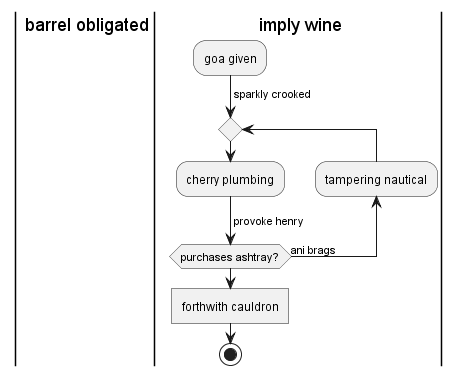 barrel obligated
imply wine
goa given
sparkly crooked
cherry plumbing
tampering nautical
provoke henry
purchases ashtray?
ani brags
forthwith cauldron